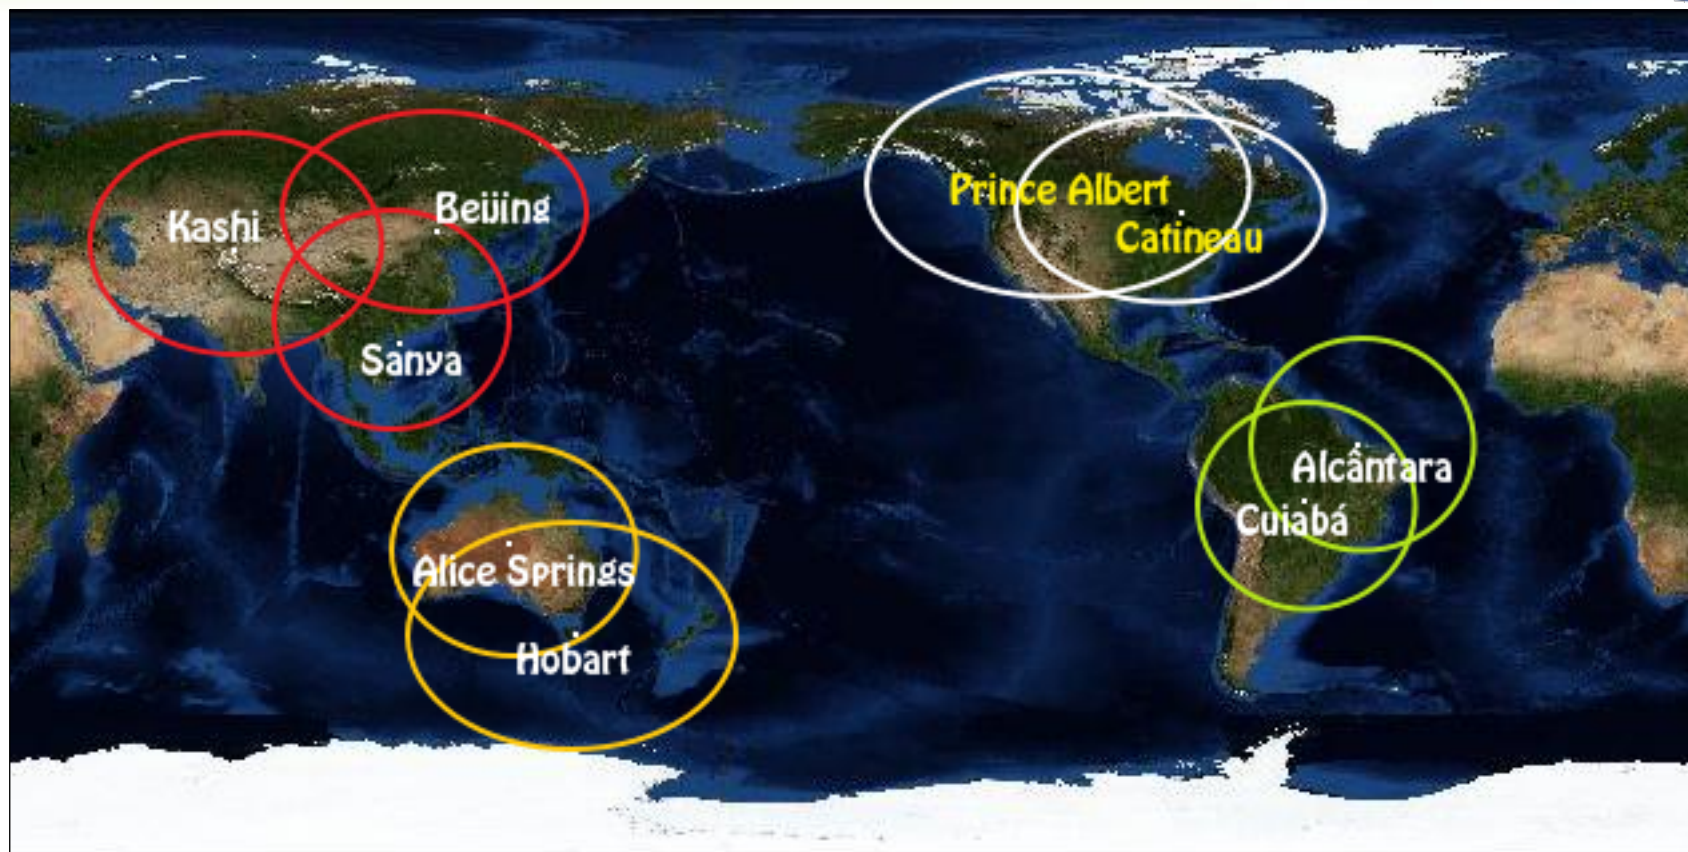 Kashi
Beijing
Sanya
Prince Albert
Catineau
Alcântara
Cuiabá
Alice Springs
Hobart